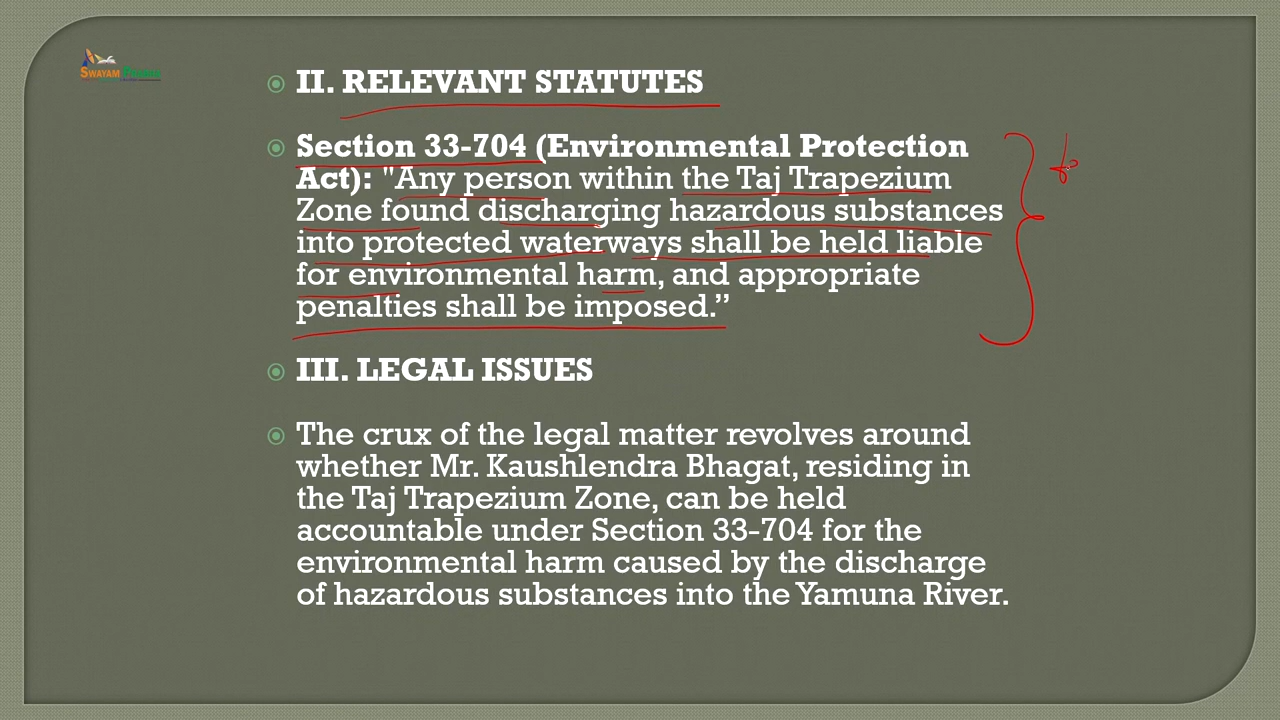 SWAYAM PRABHA
II. RELEVANT STATUTES
Section 33-704 (Environmental Protection
Act): "Any person within the Taj Trapezium
Zone found discharging hazardous substances
into protected waterways shall be held liable
for environmental harm, and appropriate
penalties shall be imposed.”
III. LEGAL ISSUES
The crux of the legal matter revolves around
whether Mr. Kaushlendra Bhagat, residing in
the Taj Trapezium Zone, can be held
accountable under Section 33-704 for the
environmental harm caused by the discharge
of hazardous substances into the Yamuna River.